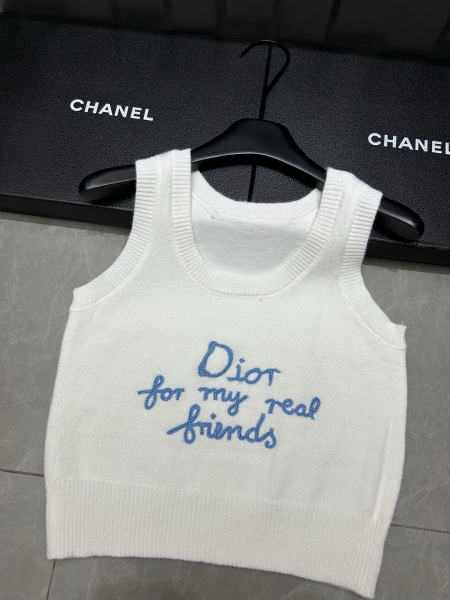 CHANEL
CHANEL
Dior
for my real
friends